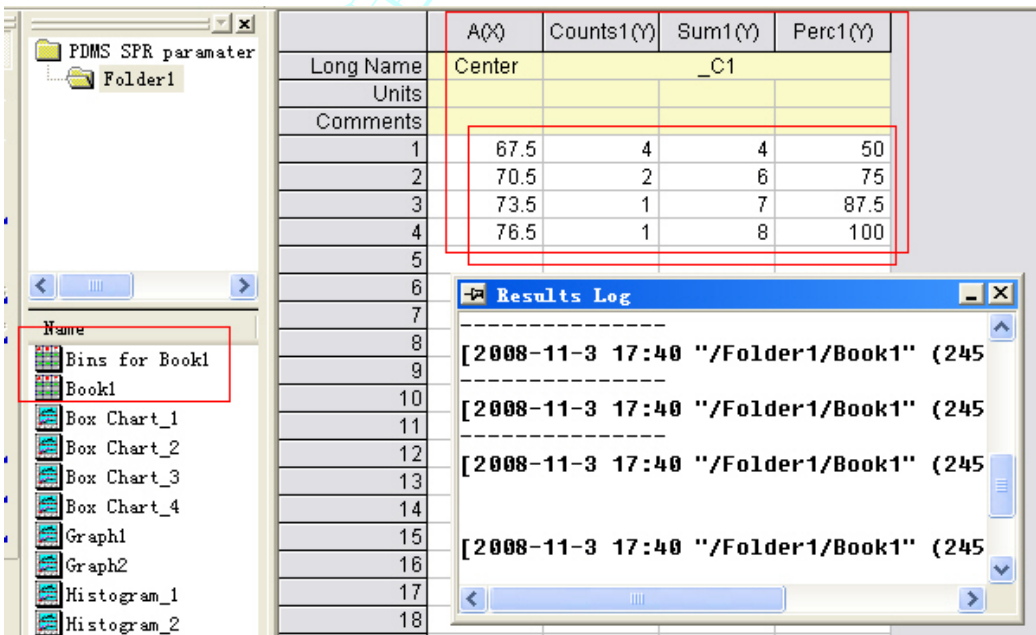 PDMS SPR paramater
Folder1
Name
Bins for Book1
Book1
Box Chart_1
Box Chart_2
Box Chart_3
Box Chart_4
Graph1
Graph2
Histogram_1
Histogram_2
A(X) Counts1(Y) Sum1(Y) Perc1(Y)
Long Name Center _C1
Units
Comments
1 67.5 4 4 50
2 70.5 2 6 75
3 73.5 1 7 87.5
4 76.5 1 8 100
5
6
7
8
9
10
11
12
13
14
15
16
17
18
Results Log
----------------
[2008-11-3 17:40 "/Folder1/Book1" (245
----------------
[2008-11-3 17:40 "/Folder1/Book1" (245
----------------
[2008-11-3 17:40 "/Folder1/Book1" (245
[2008-11-3 17:40 "/Folder1/Book1" (245